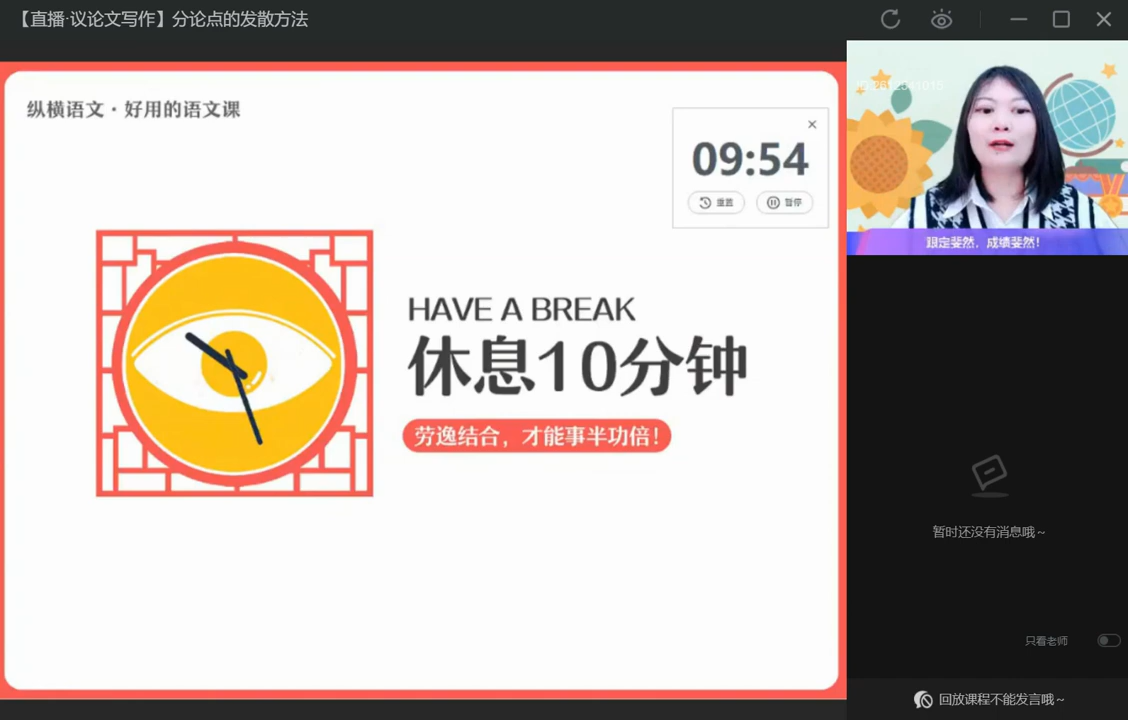 【直播·议论文写作】分论点的发散方法
纵横语文·好用的语文课
09:54
重置
暂停
HAVE A BREAK
休息10分钟
劳逸结合，才能事半功倍！
跟定斐然，成绩斐然！
暂时还没有消息哦~
只看老师
回放课程不能发言哦~